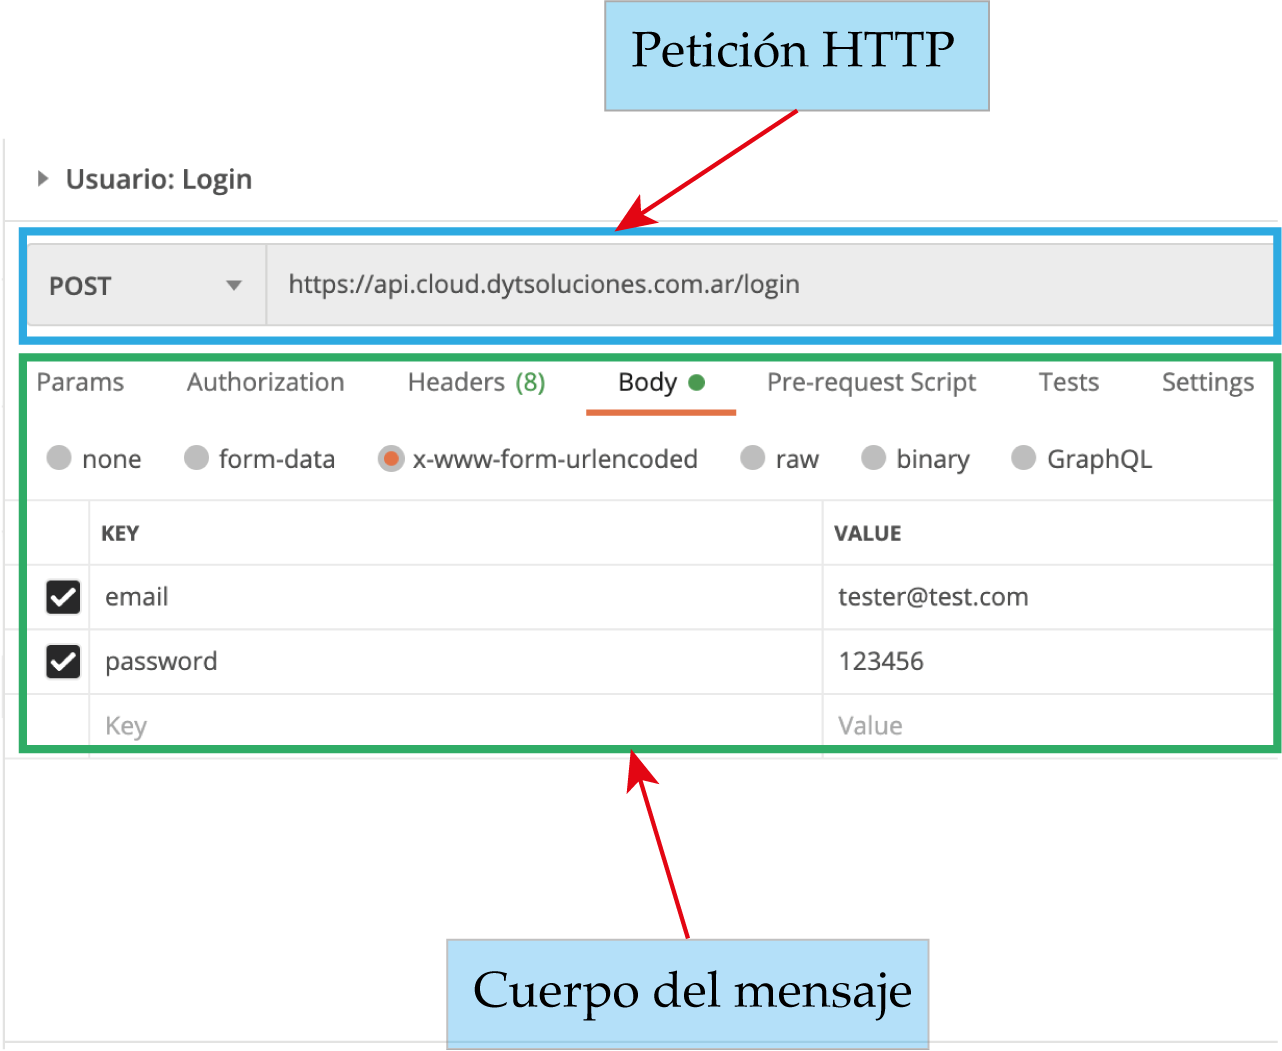 Petición HTTP
Usuario: Login
POST https://api.cloud.dytsoluciones.com.ar/login
Params Authorization Headers (8) Body Pre-request Script Tests Settings
none form-data x-www-form-urlencoded raw binary GraphQL
KEY VALUE
email tester@test.com
password 123456
Key Value
Cuerpo del mensaje